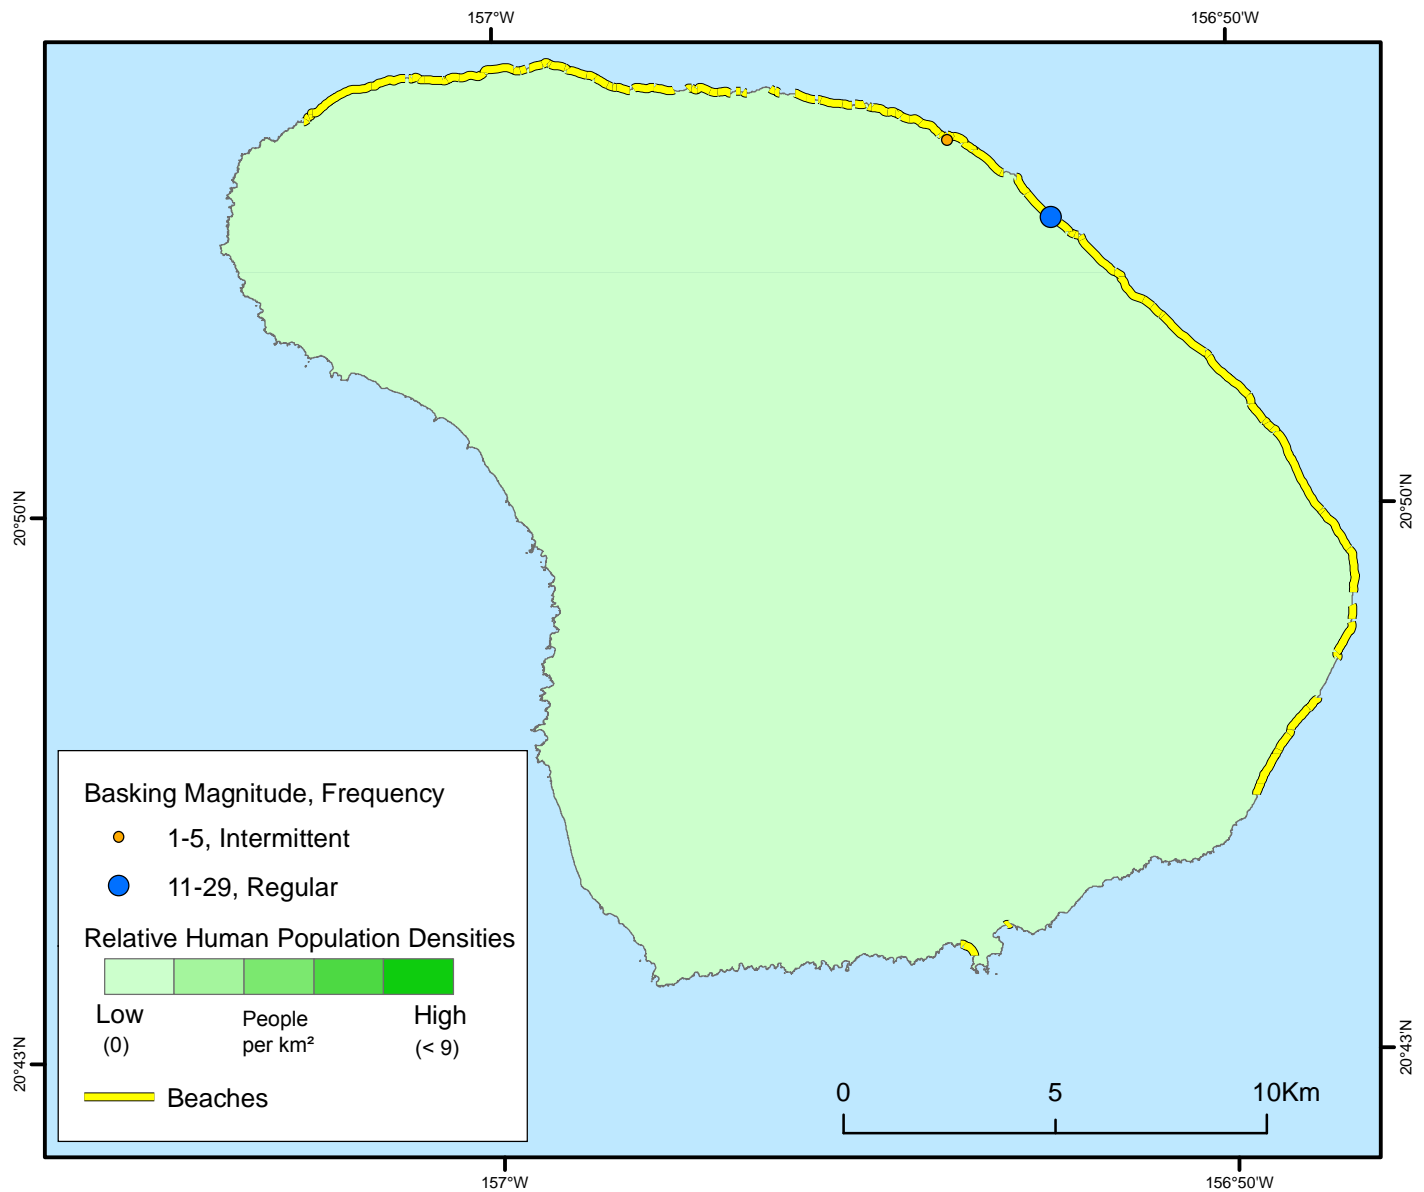 157°W
156°50'W
20°50'N
20°50'N
Basking Magnitude, Frequency
1-5, Intermittent
11-29, Regular
Relative Human Population Densities
Low
People
High
(0)
per km²
(< 9)
Beaches
20°43'N
20°43'N
0
5
10Km
157°W
156°50'W